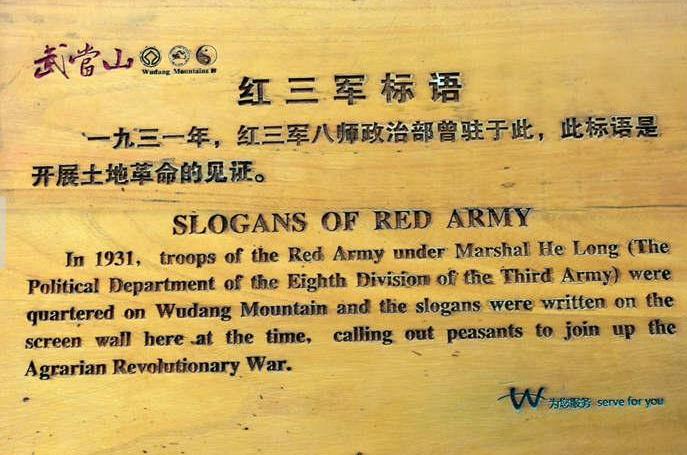 武當山
Wudang Mountains
红三军标语
一九三一年，红三军八师政治部曾驻于此，此标语是
开展土地革命的见证。
SLOGANS OF RED ARMY
In 1931, troops of the Red Army under Marshal He Long (The
Political Department of the Eighth Division of the Third Army) were
quartered on Wudang Mountain and the slogans were written on the
screen wall here at the time, calling out peasants to join up the
Agrarian Revolutionary War.
为您服务 serve for you